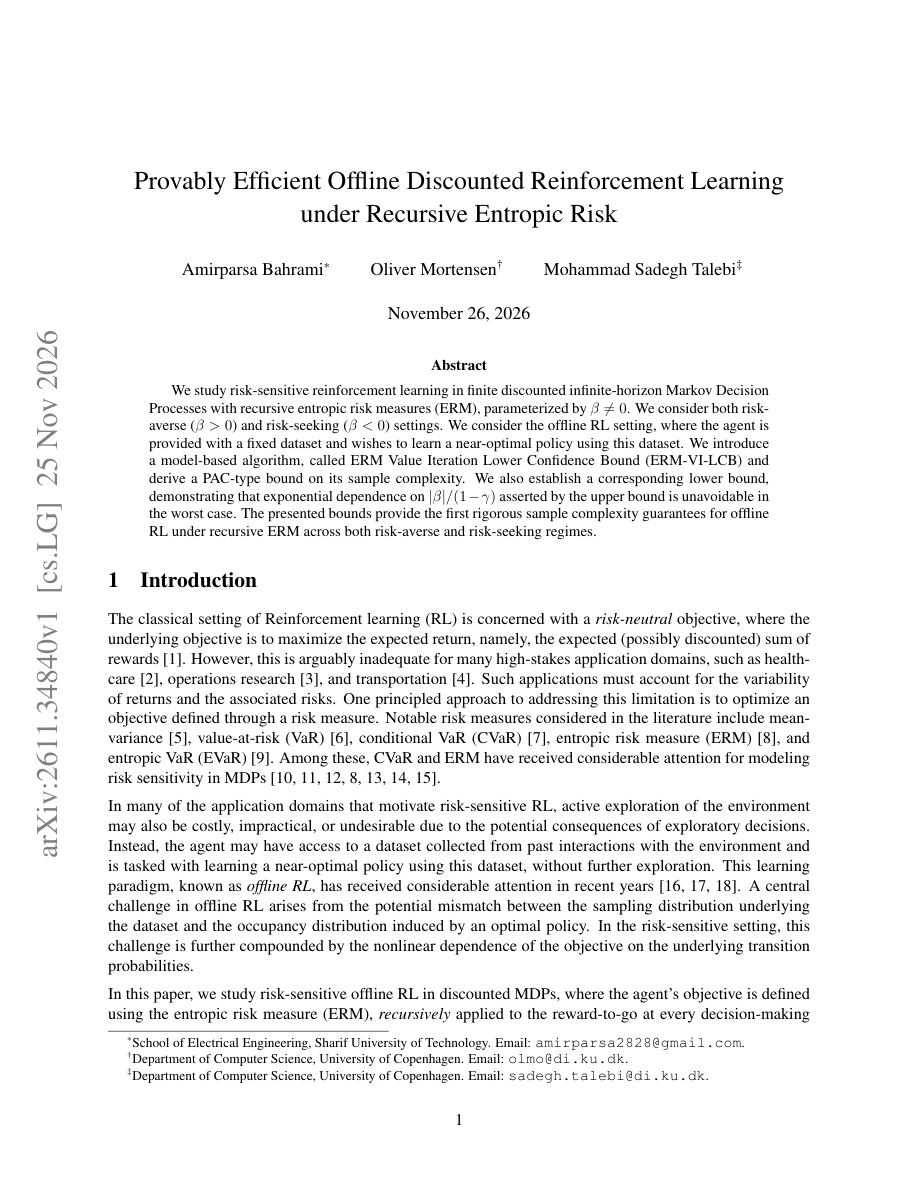 Provably Efficient Offline Discounted Reinforcement Learning
under Recursive Entropic Risk
Amirparsa Bahrami* Oliver Mortensen† Mohammad Sadegh Talebi‡
November 26, 2026
arXiv:2611.34840v1 [cs.LG] 25 Nov 2026
Abstract
We study risk-sensitive reinforcement learning in finite discounted infinite-horizon Markov Decision
Processes with recursive entropic risk measures (ERM), parameterized by β ≠ 0. We consider both risk-
averse (β > 0) and risk-seeking (β < 0) settings. We consider the offline RL setting, where the agent is
provided with a fixed dataset and wishes to learn a near-optimal policy using this dataset. We introduce
a model-based algorithm, called ERM Value Iteration Lower Confidence Bound (ERM-VI-LCB) and
derive a PAC-type bound on its sample complexity. We also establish a corresponding lower bound,
demonstrating that exponential dependence on |β|/(1−γ) asserted by the upper bound is unavoidable in
the worst case. The presented bounds provide the first rigorous sample complexity guarantees for offline
RL under recursive ERM across both risk-averse and risk-seeking regimes.
1 Introduction
The classical setting of Reinforcement learning (RL) is concerned with a risk-neutral objective, where the
underlying objective is to maximize the expected return, namely, the expected (possibly discounted) sum of
rewards [1]. However, this is arguably inadequate for many high-stakes application domains, such as health-
care [2], operations research [3], and transportation [4]. Such applications must account for the variability
of returns and the associated risks. One principled approach to addressing this limitation is to optimize an
objective defined through a risk measure. Notable risk measures considered in the literature include mean-
variance [5], value-at-risk (VaR) [6], conditional VaR (CVaR) [7], entropic risk measure (ERM) [8], and
entropic VaR (EVaR) [9]. Among these, CVaR and ERM have received considerable attention for modeling
risk sensitivity in MDPs [10, 11, 12, 8, 13, 14, 15].
In many of the application domains that motivate risk-sensitive RL, active exploration of the environment
may also be costly, impractical, or undesirable due to the potential consequences of exploratory decisions.
Instead, the agent may have access to a dataset collected from past interactions with the environment and
is tasked with learning a near-optimal policy using this dataset, without further exploration. This learning
paradigm, known as offline RL, has received considerable attention in recent years [16, 17, 18]. A central
challenge in offline RL arises from the potential mismatch between the sampling distribution underlying
the dataset and the occupancy distribution induced by an optimal policy. In the risk-sensitive setting, this
challenge is further compounded by the nonlinear dependence of the objective on the underlying transition
probabilities.
In this paper, we study risk-sensitive offline RL in discounted MDPs, where the agent's objective is defined
using the entropic risk measure (ERM), recursively applied to the reward-to-go at every decision-making
*School of Electrical Engineering, Sharif University of Technology. Email: amirparsa2828@gmail.com.
†Department of Computer Science, University of Copenhagen. Email: olmo@di.ku.dk.
‡Department of Computer Science, University of Copenhagen. Email: sadegh.talebi@di.ku.dk.
1